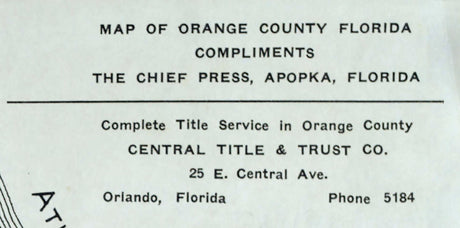 MAP OF ORANGE COUNTY FLORIDA
COMPLIMENTS
THE CHIEF PRESS, APOPKA, FLORIDA
Complete Title Service in Orange County
CENTRAL TITLE & TRUST CO.
25 E. Central Ave.
Orlando, Florida Phone 5184